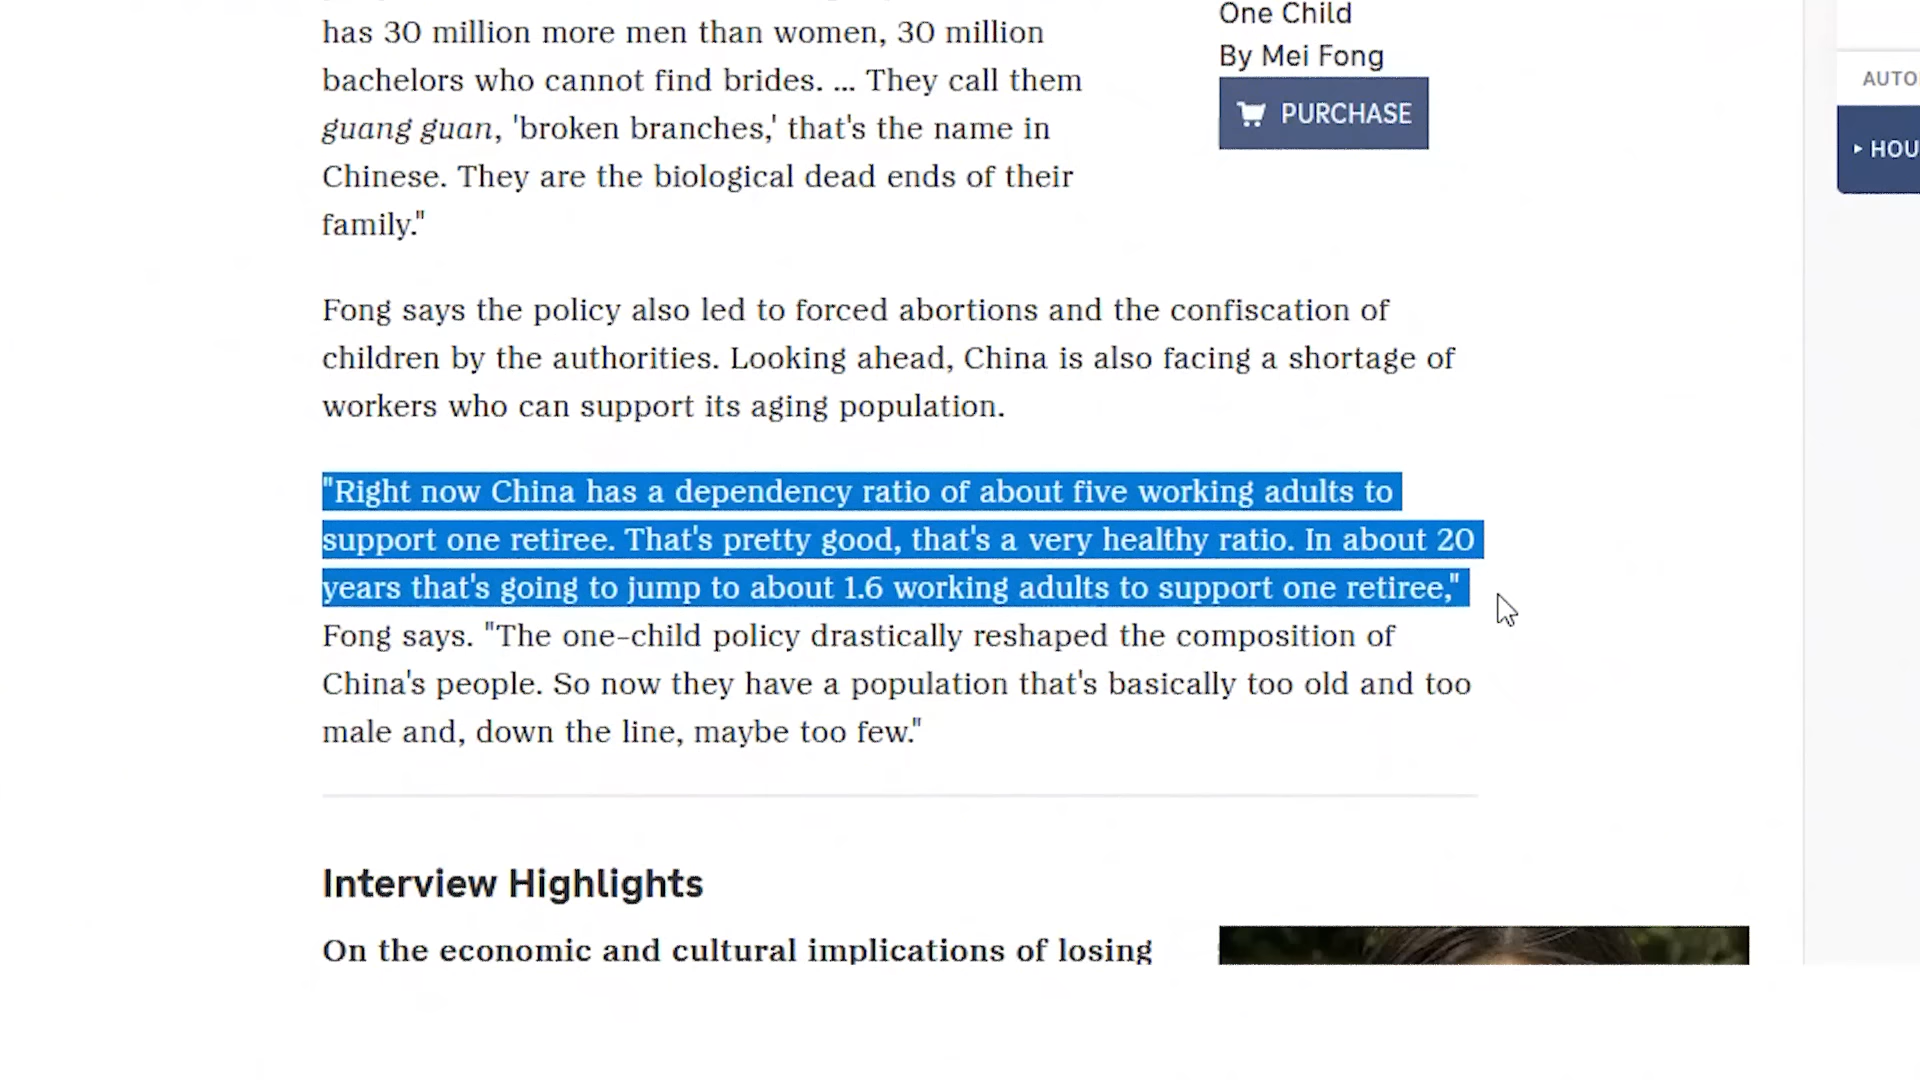 has 30 million more men than women, 30 million
bachelors who cannot find brides. ... They call them
guang guan, 'broken branches,' that's the name in
Chinese. They are the biological dead ends of their
family."
One Child
By Mei Fong
PURCHASE
Fong says the policy also led to forced abortions and the confiscation of
children by the authorities. Looking ahead, China is also facing a shortage of
workers who can support its aging population.
"Right now China has a dependency ratio of about five working adults to
support one retiree. That's pretty good, that's a very healthy ratio. In about 20
years that's going to jump to about 1.6 working adults to support one retiree,"
Fong says. "The one-child policy drastically reshaped the composition of
China's people. So now they have a population that's basically too old and too
male and, down the line, maybe too few."
Interview Highlights
On the economic and cultural implications of losing
AUTO
HOU